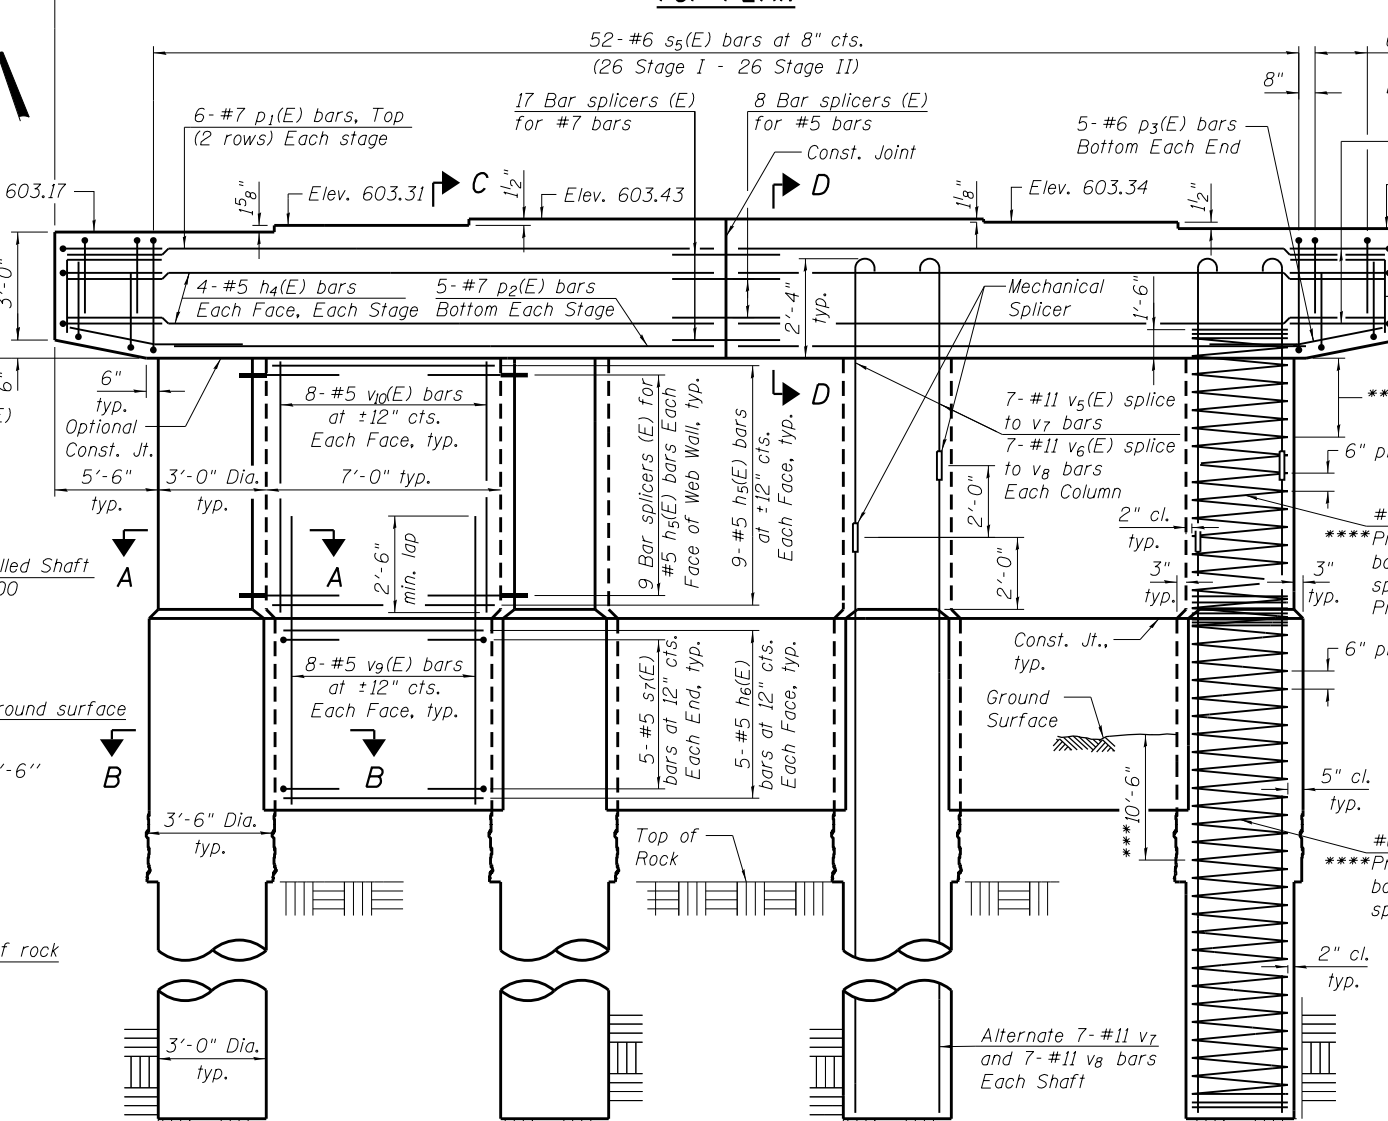 52-#6 s5(E) bars at 8" cts.
(26 Stage I - 26 Stage II)
8"
6-#7 p1(E) bars, Top
(2 rows) Each stage
17 Bar splicers (E)
for #7 bars
8 Bar splicers (E)
for #5 bars
Const. Joint
5-#6 p3(E) bars
Bottom Each End
603.17
1 5/8"
Elev. 603.31
C
1 1/2"
Elev. 603.43
D
1 1/8"
Elev. 603.34
1 1/2"
3'-0"
4-#5 h4(E) bars
Each Face, Each Stage
5-#7 p2(E) bars
Bottom Each Stage
2'-4"
typ.
Mechanical
Splicer
1'-6"
6"
typ.
Optional
Const. Jt.
8-#5 v10(E) bars
at ±12" cts.
Each Face, typ.
9 Bar splicers (E) for
#5 h5(E) bars Each
Face of Web Wall, typ.
9-#5 h5(E) bars
at ±12" cts.
Each Face, typ.
D
7-#11 v5(E) splice
to v7 bars
7-#11 v6(E) splice
to v8 bars
Each Column
5'-6"
typ.
3'-0" Dia.
typ.
7'-0" typ.
2'-0"
2'-0"
2" cl.
typ.
****
A
A
2'-6"
min. lap
lled Shaft
00
3"
typ.
3"
typ.
8-#5 v9(E) bars
at ±12" cts.
Each Face, typ.
5-#5 s7(E)
bars at 12" cts.
Each End, typ.
5-#5 h6(E)
bars at 12" cts.
Each Face, typ.
Const. Jt.,
typ.
Ground
Surface
round surface
'-6''
B
B
***10'-6"
5" cl.
typ.
3'-6" Dia.
typ.
Top of
Rock
****
f rock
2" cl.
typ.
3'-0" Dia.
typ.
Alternate 7-#11 v7
and 7-#11 v8 bars
Each Shaft